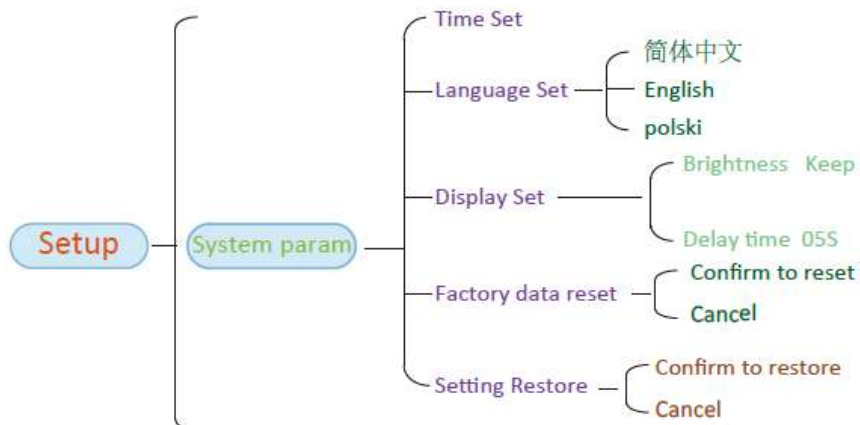 Setup
System param
Time Set
Language Set
简体中文
English
polski
Display Set
Brightness Keep
Delay time 05S
Factory data reset
Confirm to reset
Cancel
Setting Restore
Confirm to restore
Cancel